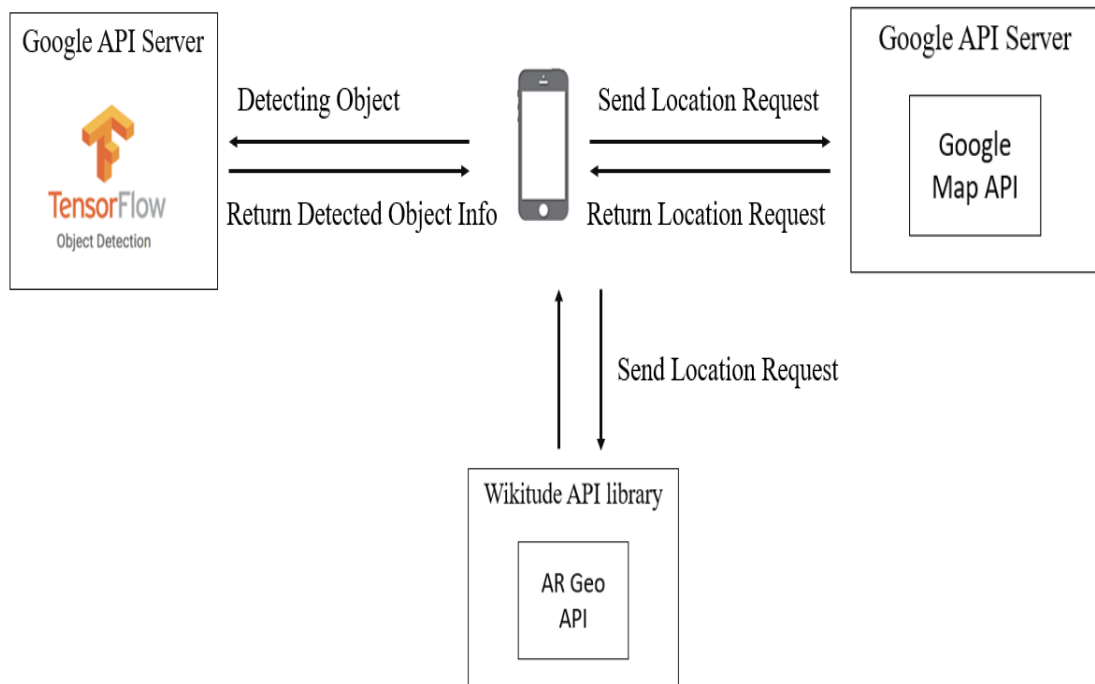 Google API Server
TensorFlow
Object Detection
Detecting Object
Return Detected Object Info
Send Location Request
Return Location Request
Google API Server
Google
Map API
Send Location Request
Wikitude API library
AR Geo
API